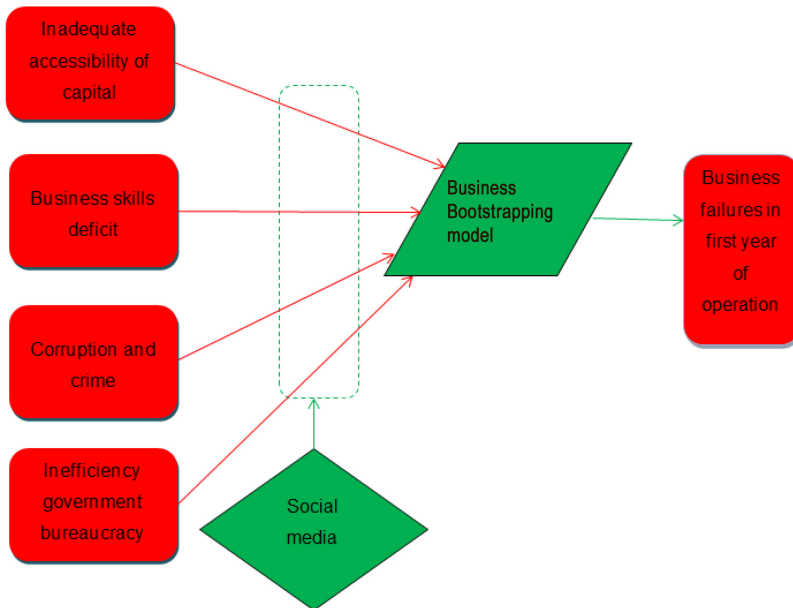 Inadequate
accessibility of
capital
Business skills
deficit
Corruption and
crime
Inefficiency
government
bureaucracy
Social
media
Business
Bootstrapping
model
Business
failures in
first year
of
operation